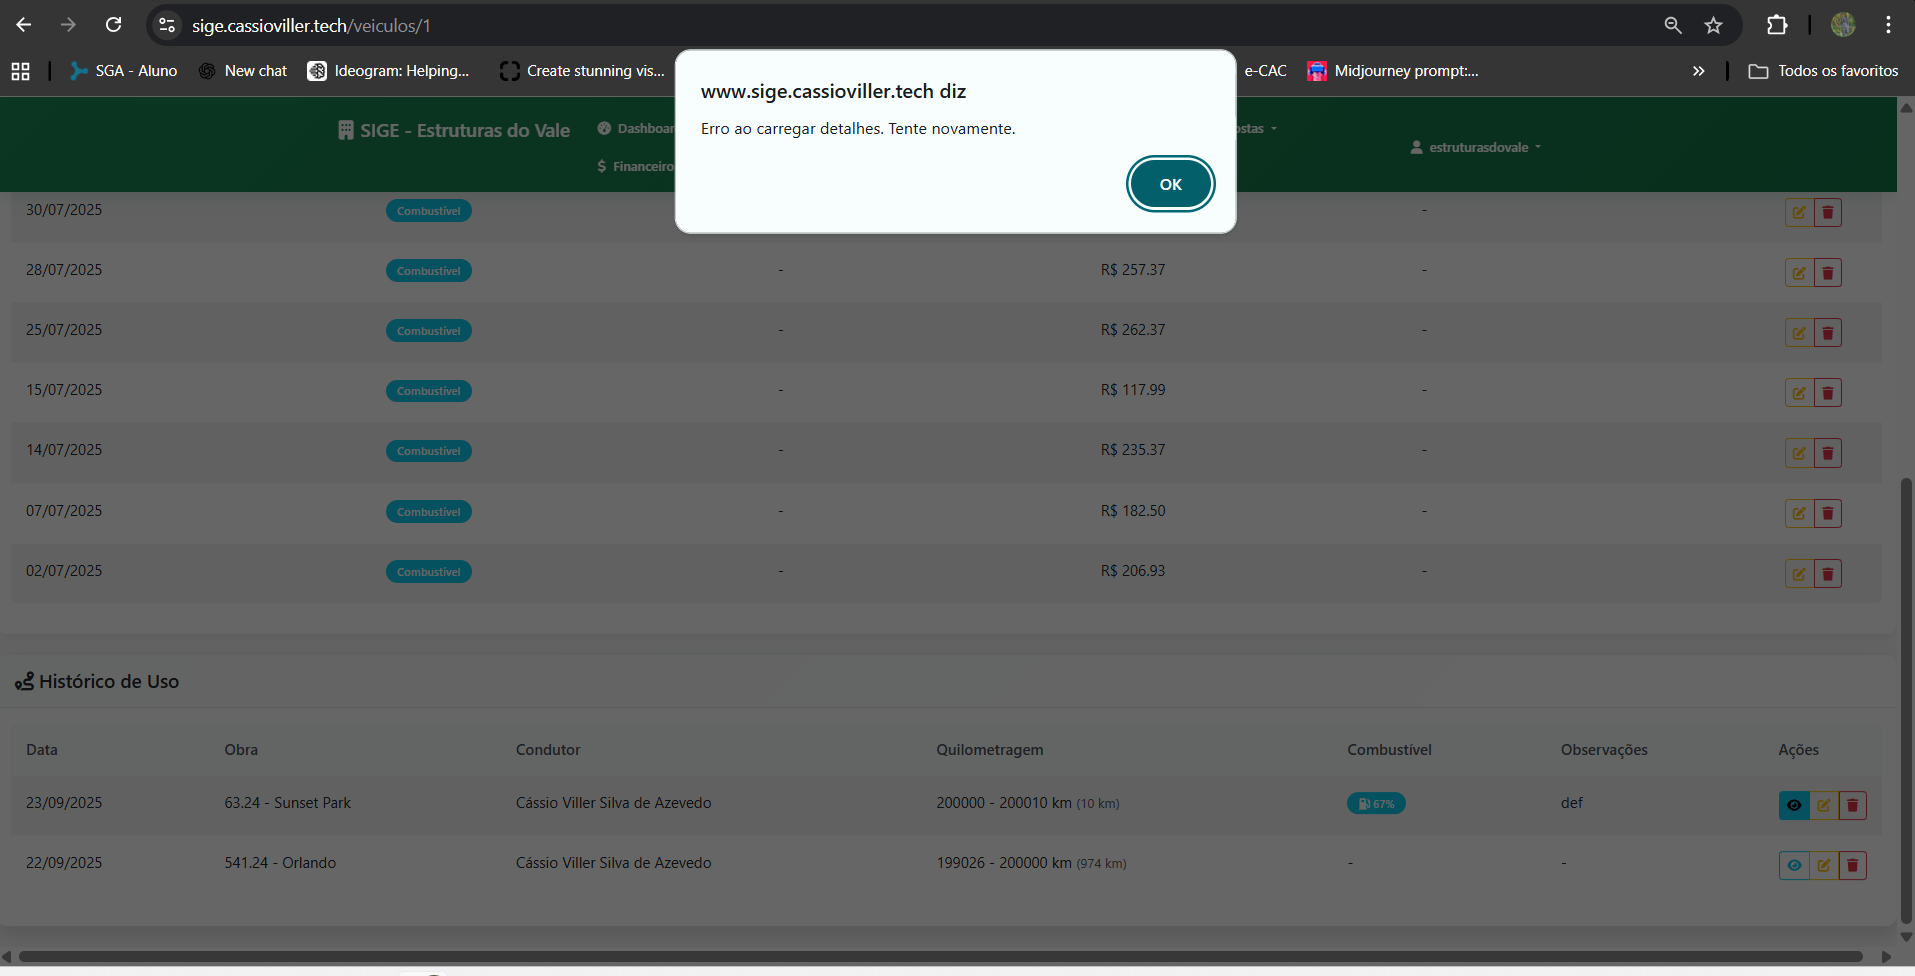 sige.cassioviller.tech/veiculos/1
SGA - Aluno
New chat
Ideogram: Helping...
Create stunning vis...
e-CAC
Midjourney prompt:...
Todos os favoritos
www.sige.cassioviller.tech diz
Erro ao carregar detalhes. Tente novamente.
OK
SIGE - Estruturas do Vale
Dashboar
ostas
Financeiro
estruturasdovale
30/07/2025 Combustível -
28/07/2025 Combustível - R$ 257.37 -
25/07/2025 Combustível - R$ 262.37 -
15/07/2025 Combustível - R$ 117.99 -
14/07/2025 Combustível - R$ 235.37 -
07/07/2025 Combustível - R$ 182.50 -
02/07/2025 Combustível - R$ 206.93 -
Histórico de Uso
Data Obra Condutor Quilometragem Combustível Observações Ações
23/09/2025 63.24 - Sunset Park Cássio Viller Silva de Azevedo 200000 - 200010 km (10 km) 67% def
22/09/2025 541.24 - Orlando Cássio Viller Silva de Azevedo 199026 - 200000 km (974 km) - -